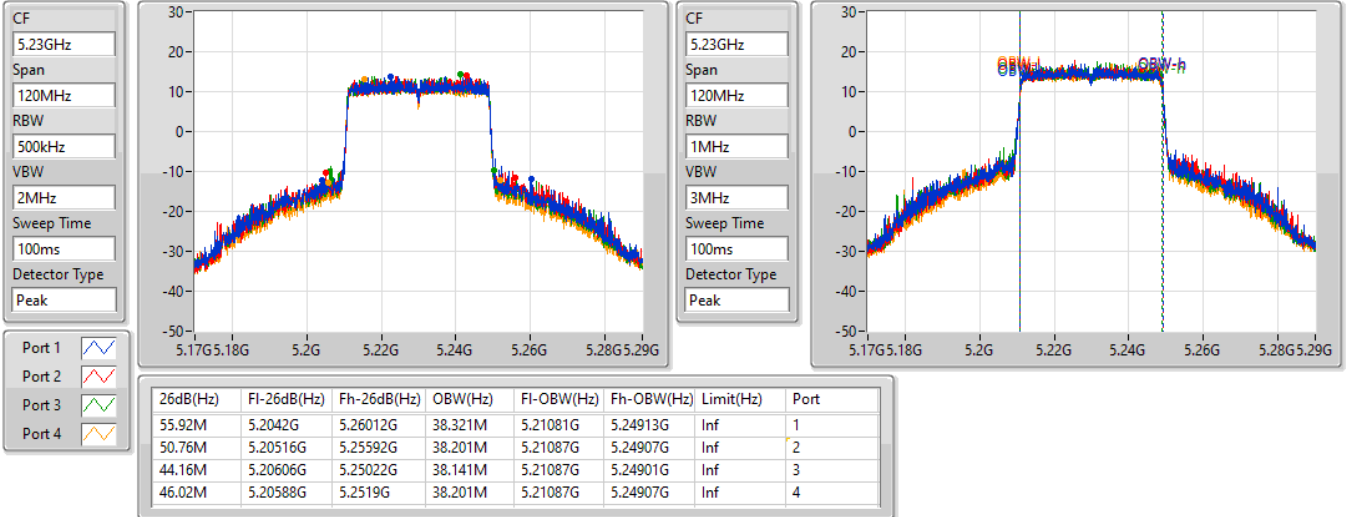 CF
5.23GHz
Span
120MHz
RBW
500kHz
VBW
2MHz
Sweep Time
100ms
Detector Type
Peak
30-
20-
10-
0-
-10-
-20-
-30-
-40-
-50-
5.17G 5.18G 5.2G 5.22G 5.24G 5.26G 5.28G 5.29G
CF
5.23GHz
Span
120MHz
RBW
1MHz
VBW
3MHz
Sweep Time
100ms
Detector Type
Peak
30-
20-
10-
0-
-10-
-20-
-30-
-40-
-50-
OBW-h
5.17G 5.18G 5.2G 5.22G 5.24G 5.26G 5.28G 5.29G
Port 1
Port 2
Port 3
Port 4
26dB(Hz) Fl-26dB(Hz) Fh-26dB(Hz) OBW(Hz) Fl-OBW(Hz) Fh-OBW(Hz) Limit(Hz) Port
55.92M 5.2042G 5.26012G 38.321M 5.21081G 5.24913G Inf 1
50.76M 5.20516G 5.25592G 38.201M 5.21087G 5.24907G Inf 2
44.16M 5.20606G 5.25022G 38.141M 5.21087G 5.24901G Inf 3
46.02M 5.20588G 5.2519G 38.201M 5.21087G 5.24907G Inf 4